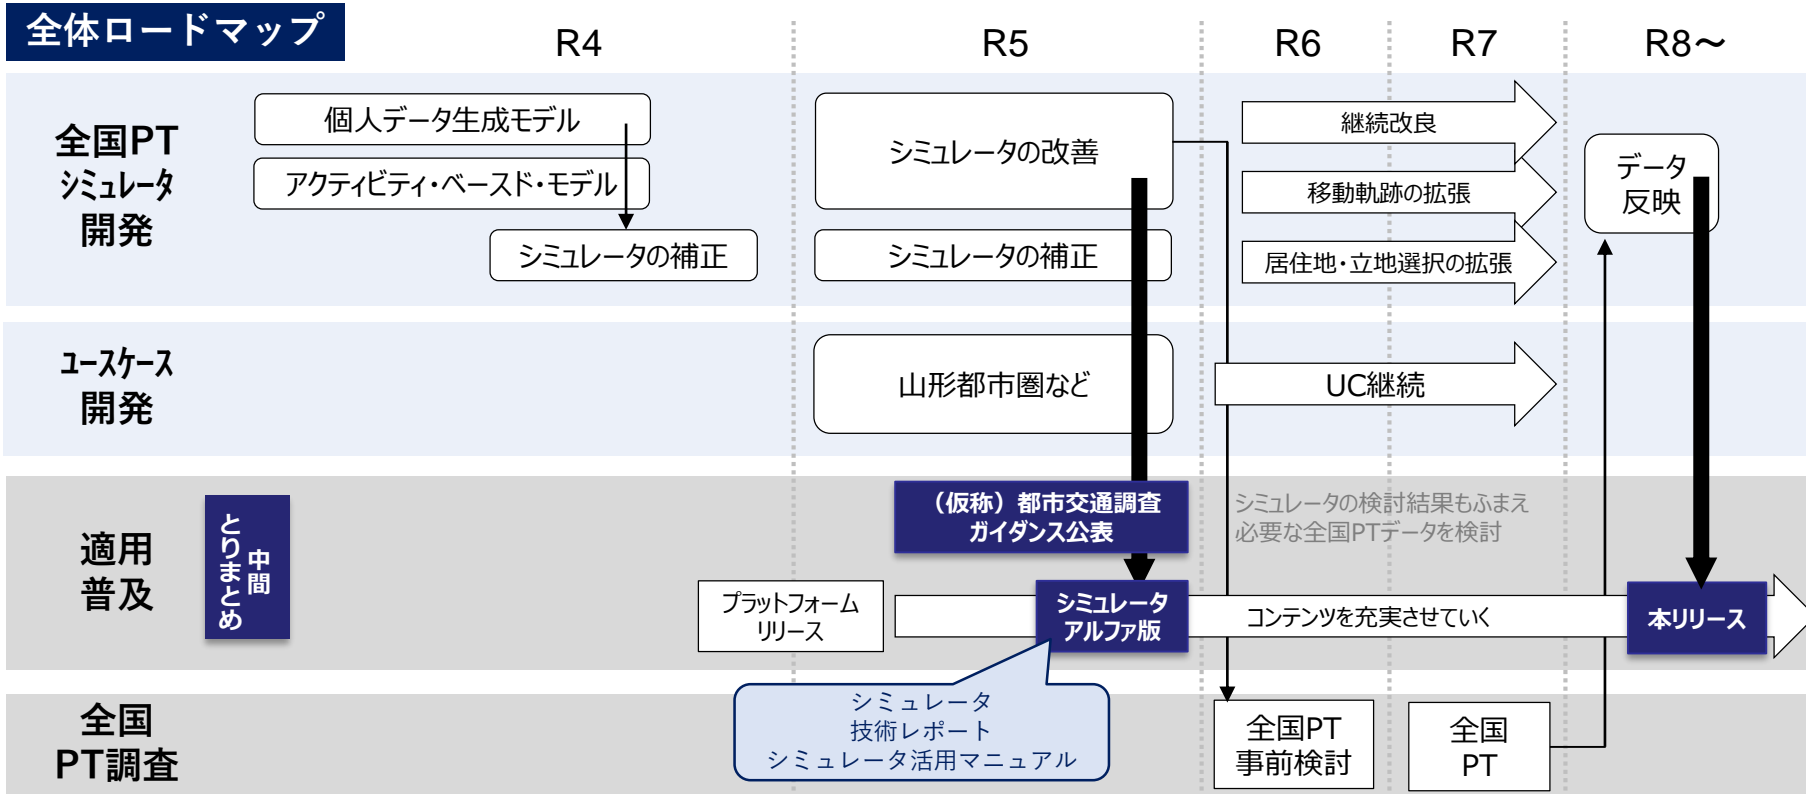 全体ロードマップ
R4
R5
R6
R7
R8～
全国PT
シミュレータ
開発
個人データ生成モデル
アクティビティ・ベースド・モデル
シミュレータの補正
シミュレータの改善
シミュレータの補正
継続改良
移動軌跡の拡張
居住地・立地選択の拡張
データ
反映
ユースケース
開発
山形都市圏など
UC継続
適用
普及
中間
とりまとめ
（仮称）都市交通調査
ガイダンス公表
シミュレータの検討結果もふまえ
必要な全国PTデータを検討
プラットフォーム
リリース
シミュレータ
アルファ版
コンテンツを充実させていく
本リリース
シミュレータ
技術レポート
シミュレータ活用マニュアル
全国
PT調査
全国PT
事前検討
全国
PT